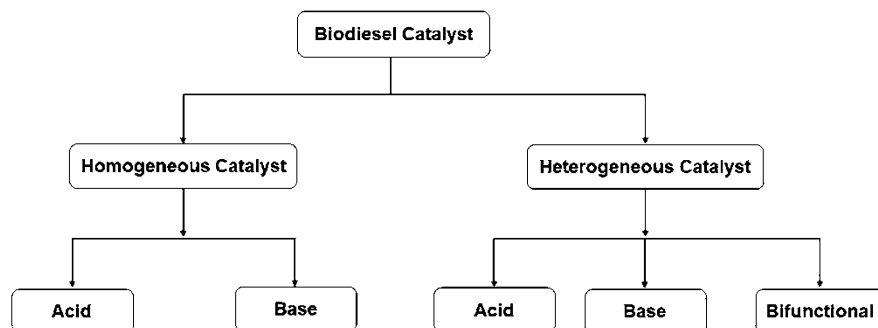 Biodiesel Catalyst
Homogeneous Catalyst
Heterogeneous Catalyst
Acid
Base
Acid
Base
Bifunctional